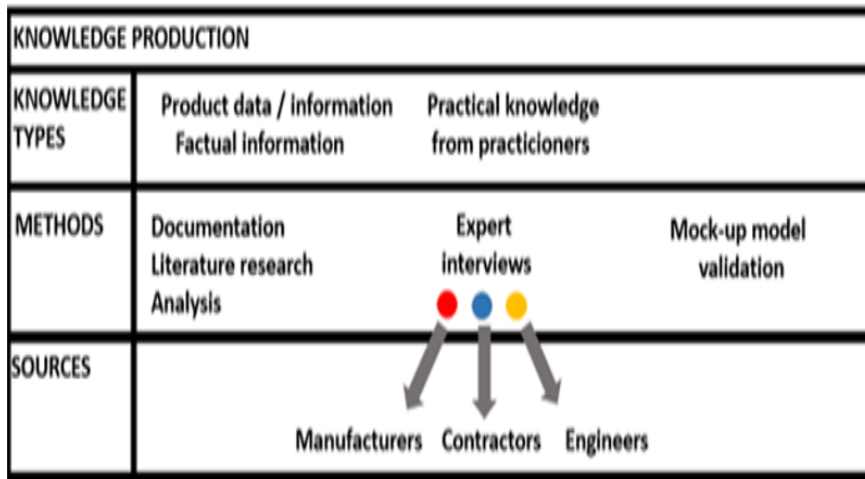 KNOWLEDGE PRODUCTION
KNOWLEDGE TYPES
Product data / information
Factual information
Practical knowledge
from practicioners
METHODS
Documentation
Literature research
Analysis
Expert
interviews
Mock-up model
validation
SOURCES
Manufacturers Contractors Engineers